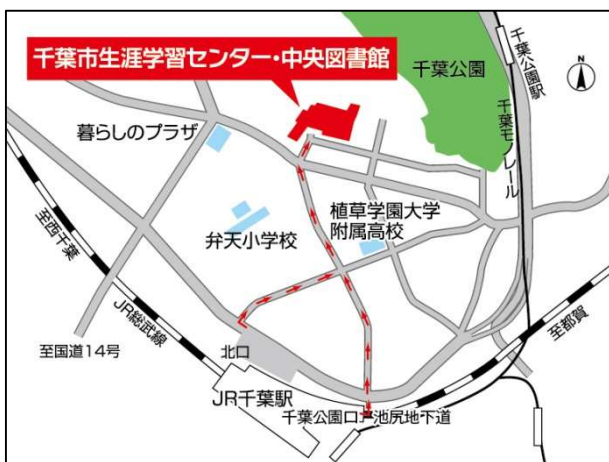 千葉市生涯学習センター・中央図書館
千葉公園
千葉公園駅
千葉モノレール
N
暮らしのプラザ
植草学園大学
附属高校
弁天小学校
至西千葉
JR総武線
至国道14号
北口
JR千葉駅
至都賀
千葉公園口 戸池尻地下道